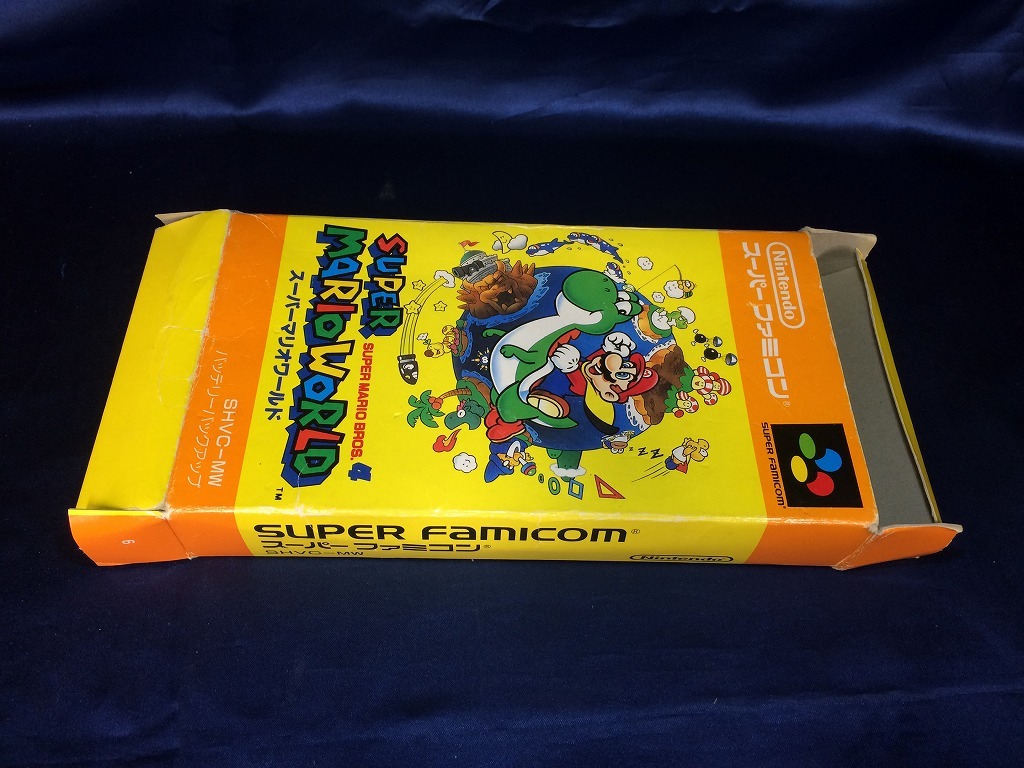 Nintendo®
スーパーファミコン®
SUPER FAMICOM®
SUPER
MARIO WORLD
SUPER MARIO BROS. 4
スーパーマリオワールド
TM
zzz
SHVC-MW
バッテリーバックアップ
SUPER FAMICOM®
スーパーファミコン®
SHVC-MW
Nintendo
6